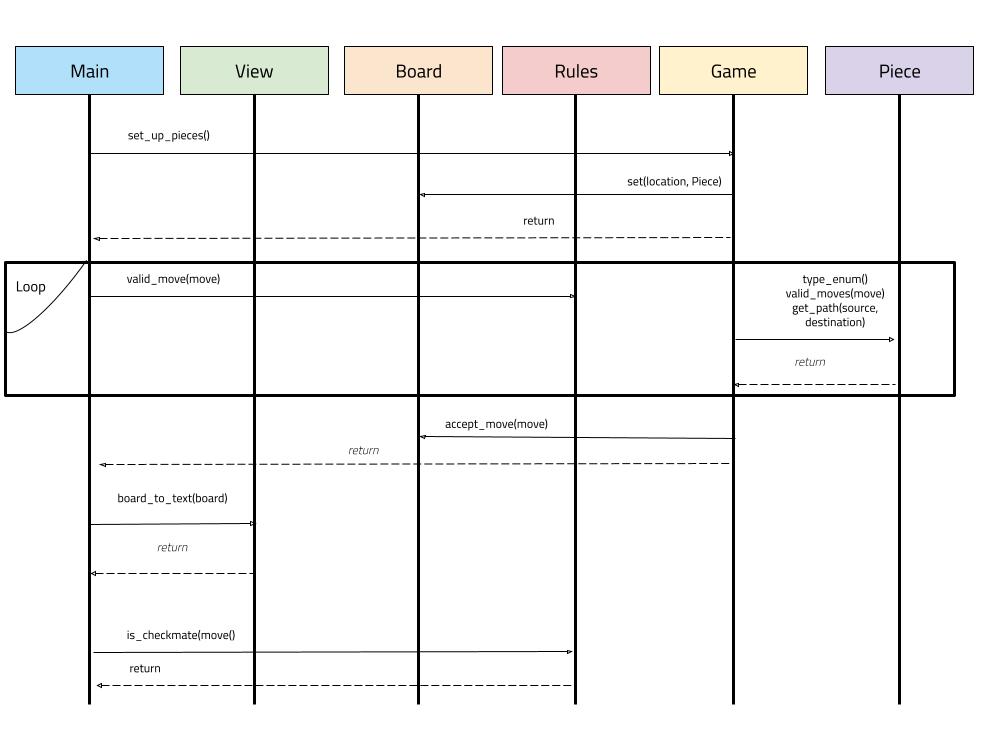 Main
View
Board
Rules
Game
Piece
set_up_pieces()
set(location, Piece)
return
Loop
valid_move(move)
type_enum()
valid_moves(move)
get_path(source,
destination)
return
accept_move(move)
return
board_to_text(board)
return
is_checkmate(move()
return